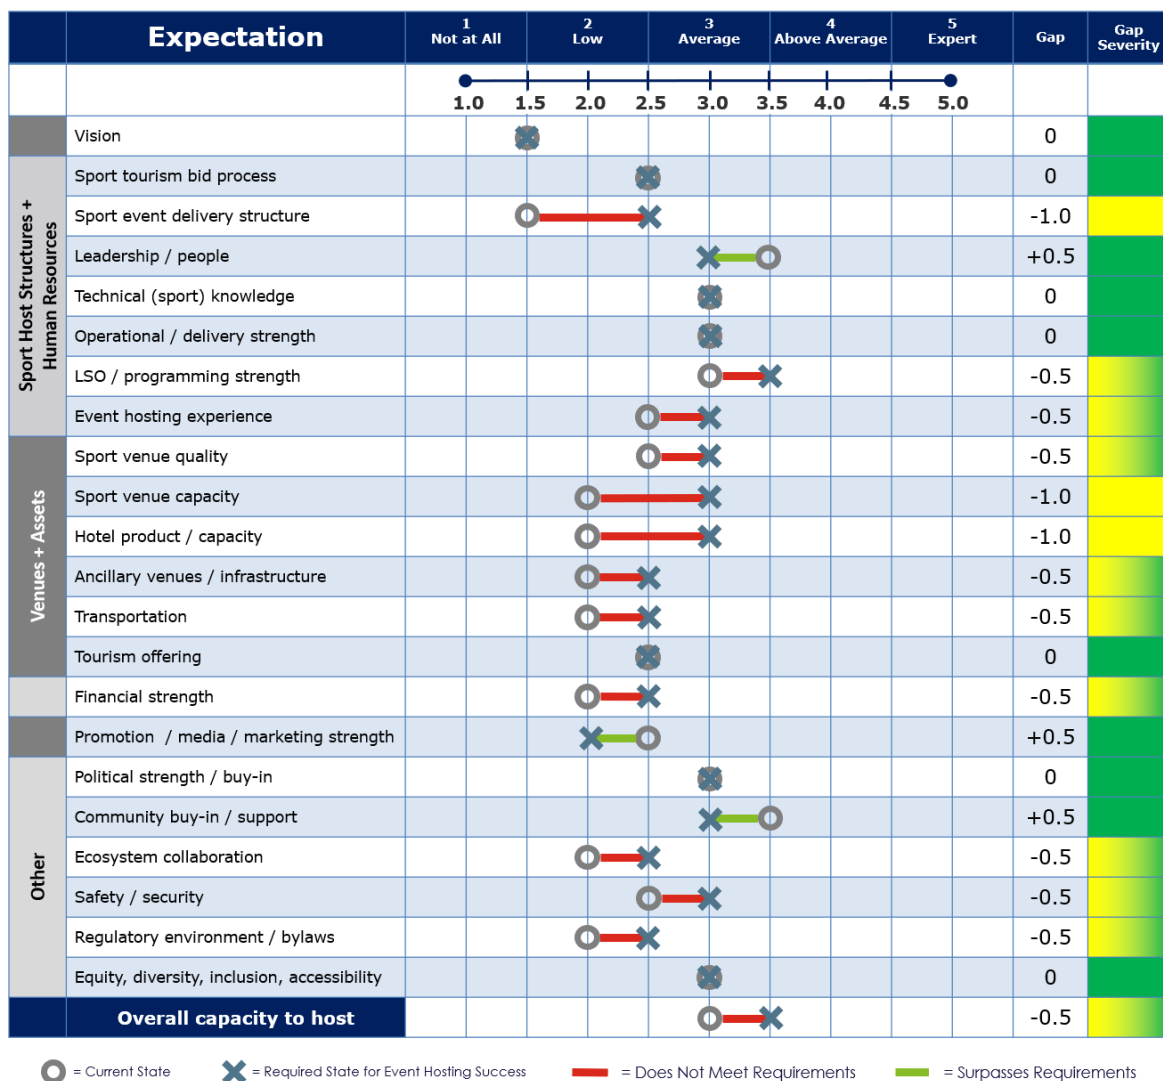 Expectation
1
Not at All
2
Low
3
Average
4
Above Average
5
Expert
Gap
Gap
Severity
1.0 1.5 2.0 2.5 3.0 3.5 4.0 4.5 5.0
Vision 0
Sport Host Structures +
Human Resources
Sport tourism bid process 0
Sport event delivery structure -1.0
Leadership / people +0.5
Technical (sport) knowledge 0
Operational / delivery strength 0
LSO / programming strength -0.5
Event hosting experience -0.5
Venues + Assets
Sport venue quality -0.5
Sport venue capacity -1.0
Hotel product / capacity -1.0
Ancillary venues / infrastructure -0.5
Transportation -0.5
Tourism offering 0
Financial strength -0.5
Promotion / media / marketing strength +0.5
Other
Political strength / buy-in 0
Community buy-in / support +0.5
Ecosystem collaboration -0.5
Safety / security -0.5
Regulatory environment / bylaws -0.5
Equity, diversity, inclusion, accessibility 0
Overall capacity to host -0.5
= Current State = Required State for Event Hosting Success = Does Not Meet Requirements = Surpasses Requirements